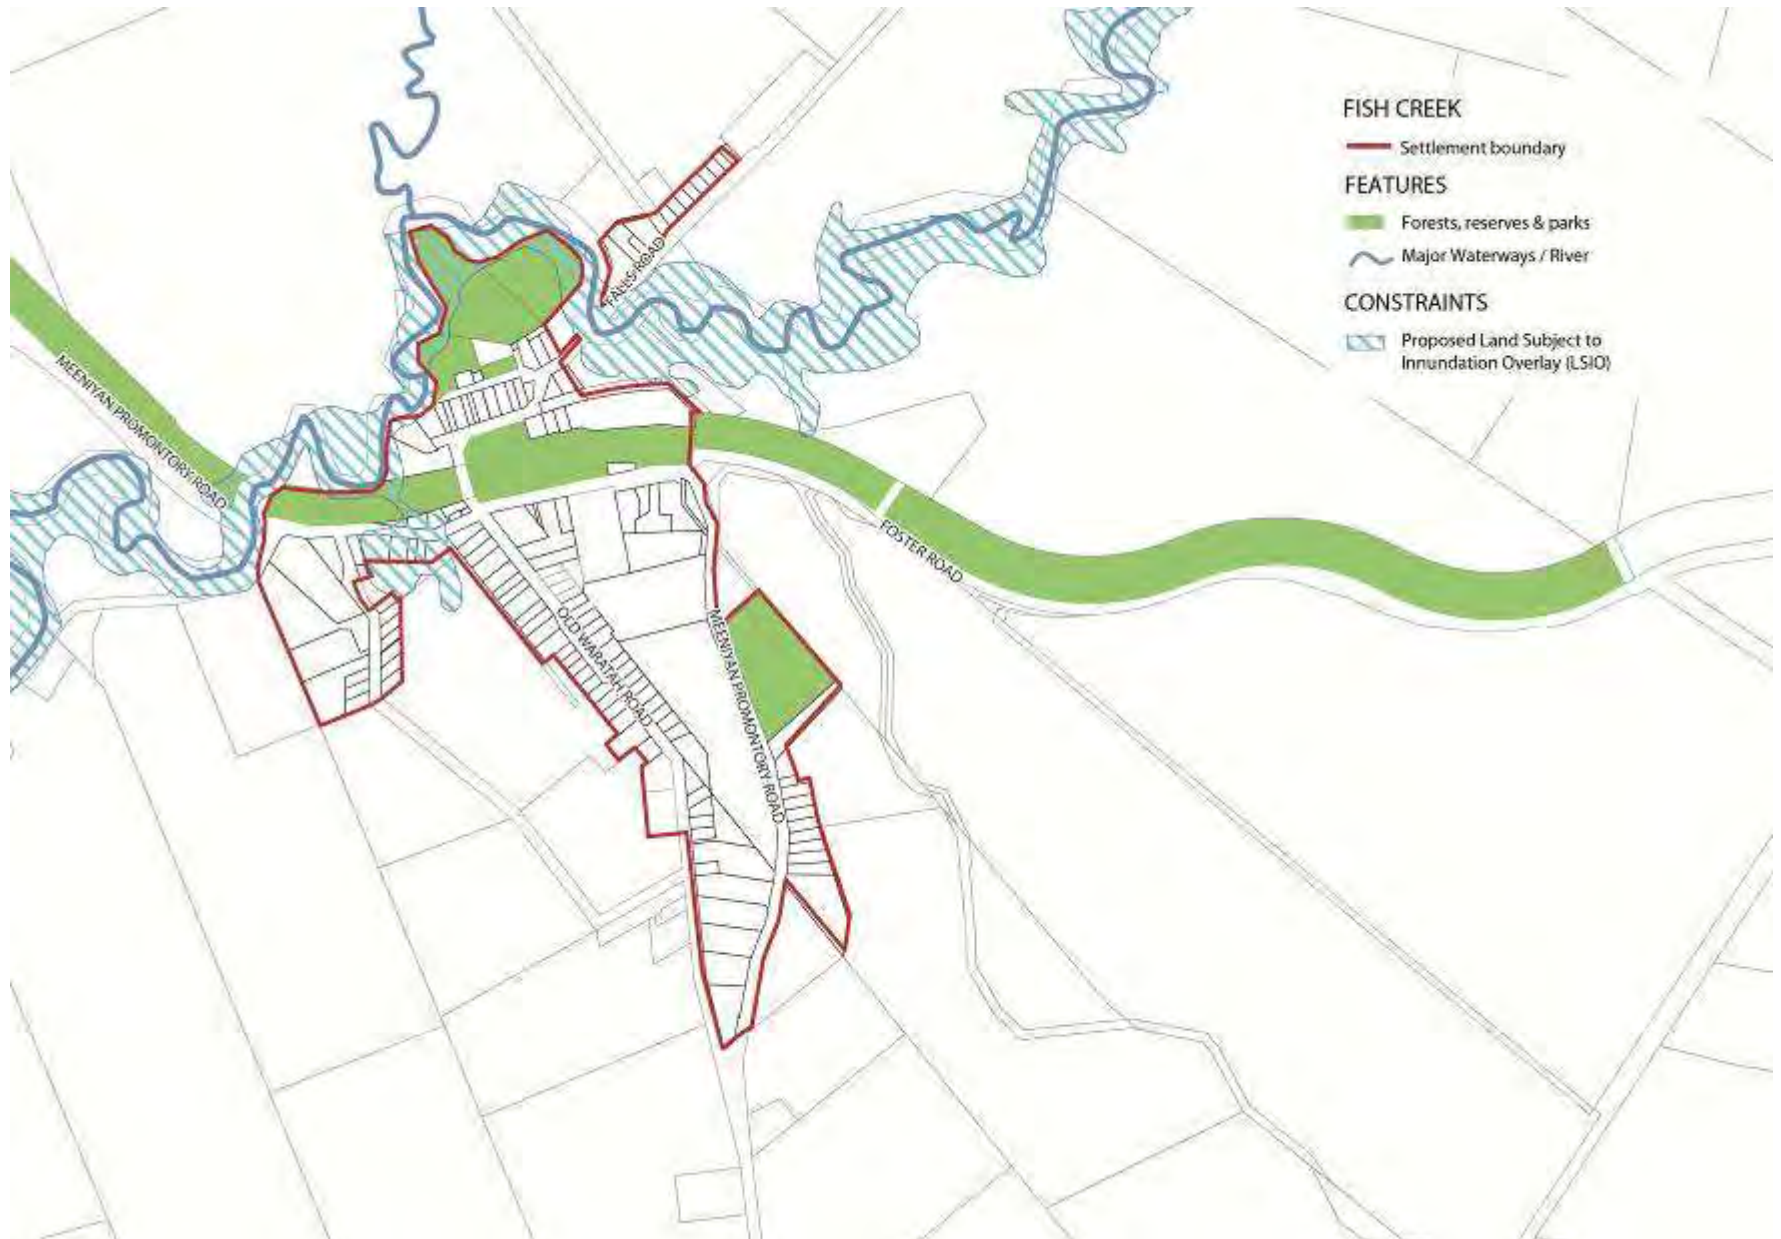 FISH CREEK
Settlement boundary
FEATURES
Forests, reserves & parks
Major Waterways / River
CONSTRAINTS
Proposed Land Subject to
Innundation Overlay (LSIO)
FALLS ROAD
MEENIYAN PROMONTORY ROAD
FOSTER ROAD
OLD WARATAH ROAD
MEENIYAN PROMONTORY ROAD